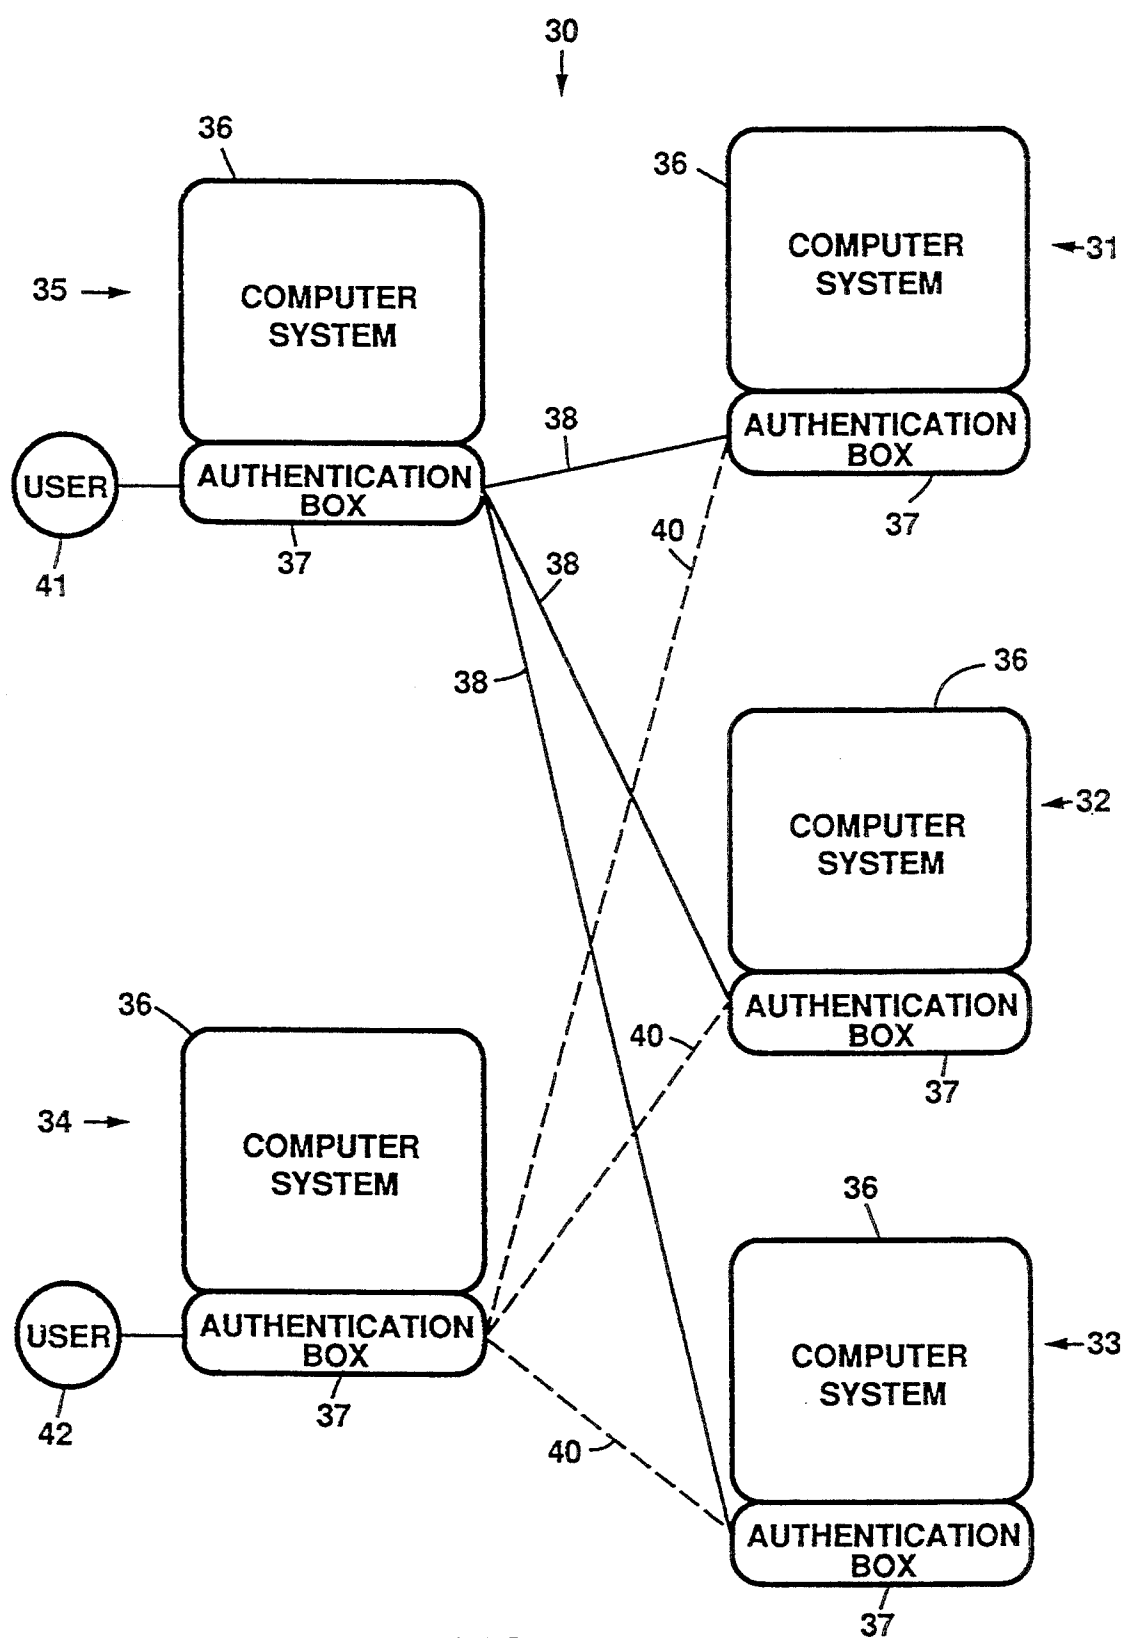 30
36
36
COMPUTER
SYSTEM
31
35
COMPUTER
SYSTEM
38
AUTHENTICATION
BOX
USER
AUTHENTICATION
BOX
37
40
37
38
41
38
36
COMPUTER
SYSTEM
32
36
AUTHENTICATION
BOX
40
37
34
COMPUTER
SYSTEM
36
USER
AUTHENTICATION
BOX
COMPUTER
SYSTEM
33
37
42
40
AUTHENTICATION
BOX
37